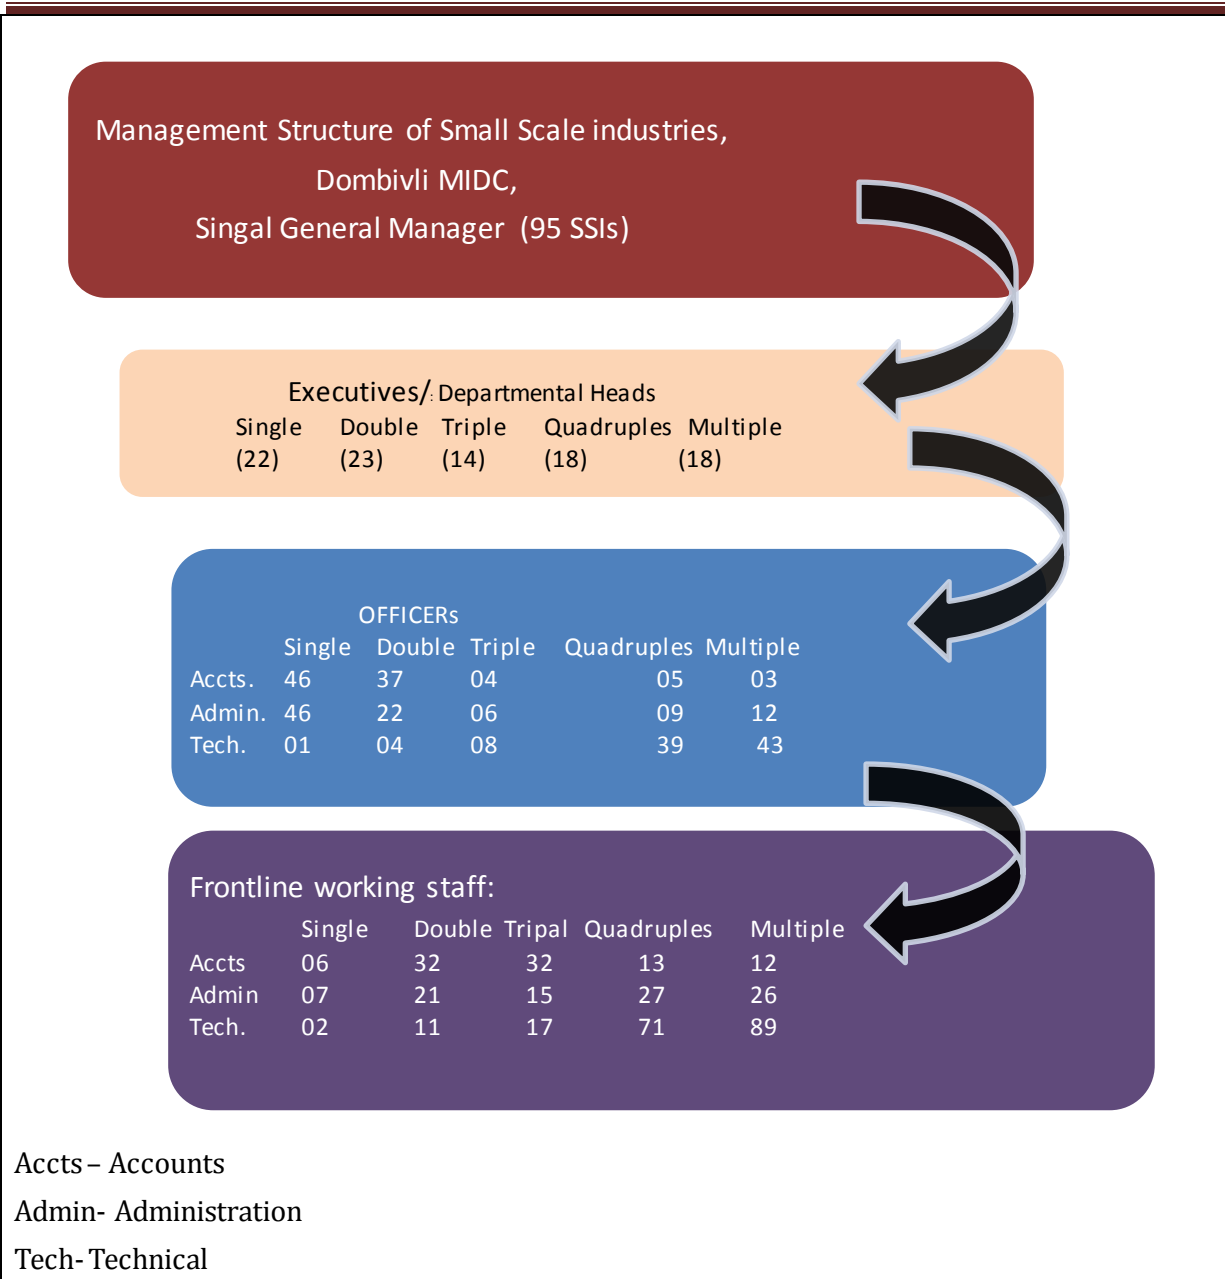 Management Structure of Small Scale industries,
Dombivli MIDC,
Singal General Manager (95 SSIs)
Executives/: Departmental Heads
Single Double Triple Quadruples Multiple
(22) (23) (14) (18) (18)
OFFICERs
Single Double Triple Quadruples Multiple
Accts. 46 37 04 05 03
Admin. 46 22 06 09 12
Tech. 01 04 08 39 43
Frontline working staff:
Single Double Tripal Quadruples Multiple
Accts 06 32 32 13 12
Admin 07 21 15 27 26
Tech. 02 11 17 71 89
Accts – Accounts
Admin- Administration
Tech- Technical